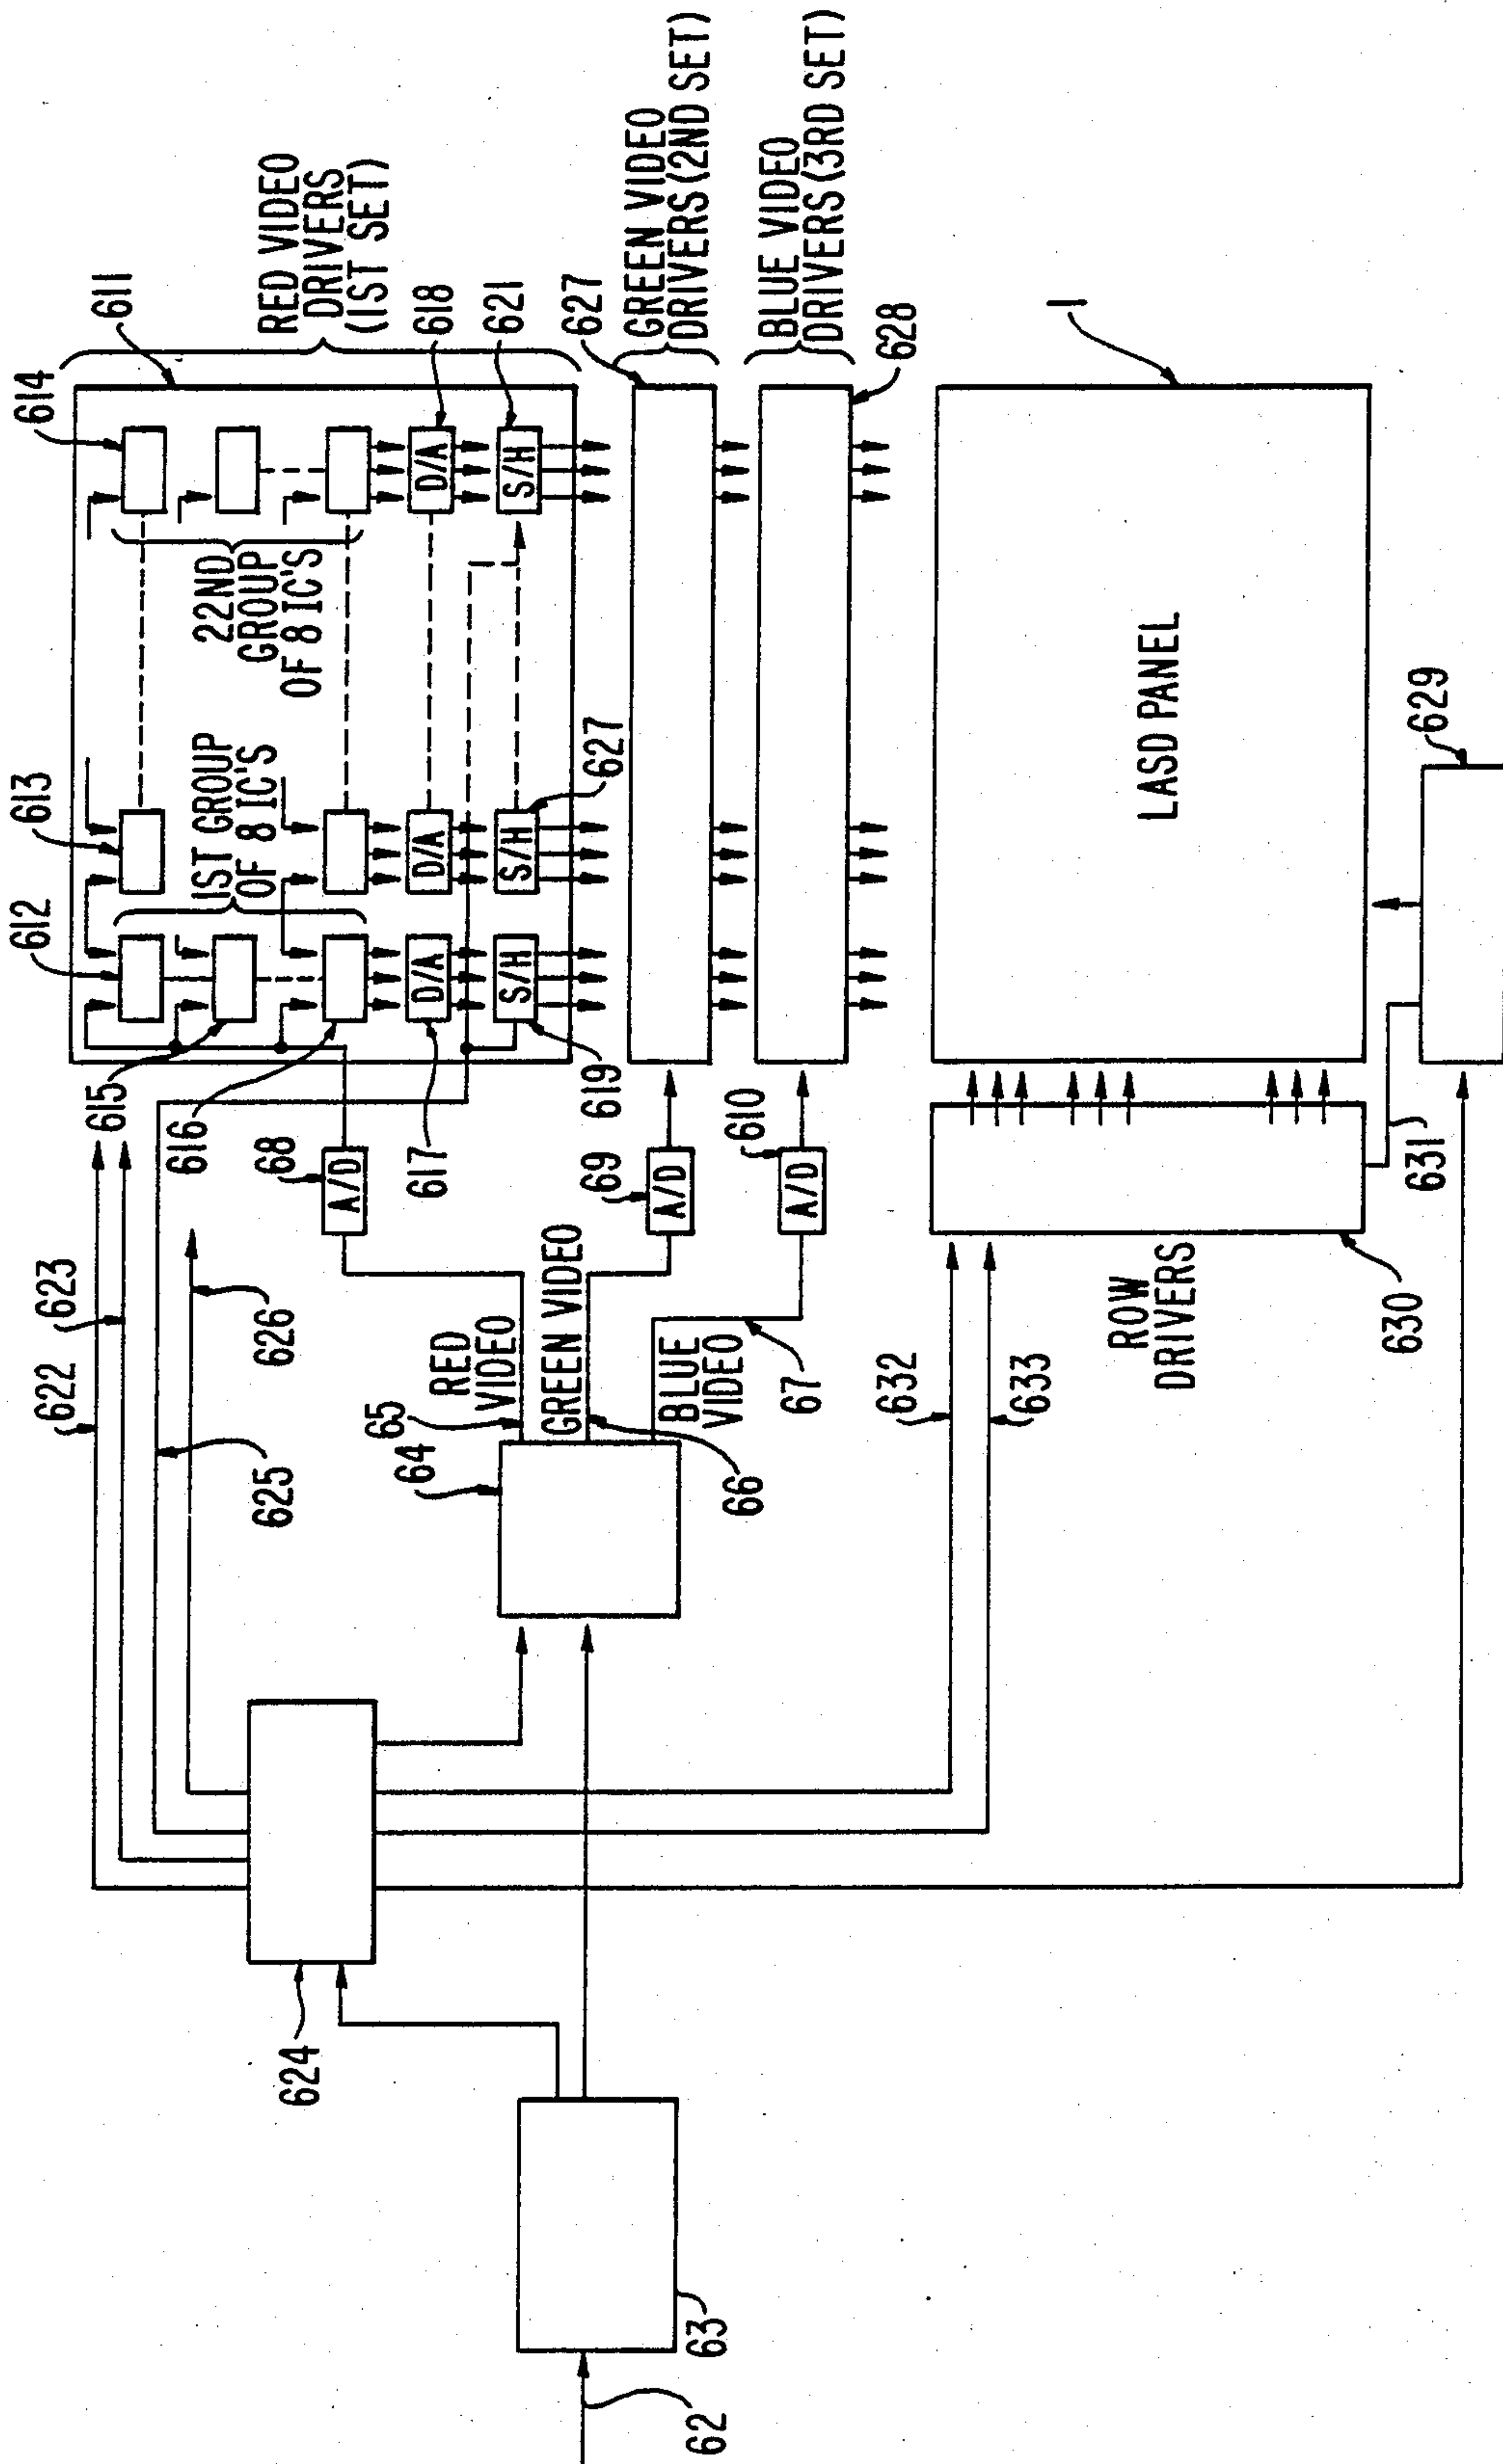 614
611
RED VIDEO
DRIVERS
(1ST SET)
613
612
22ND
GROUP
OF 8 IC'S
1ST GROUP
OF 8 IC'S
D/A
D/A
D/A
618
S/H
S/H
S/H
621
627
627
GREEN VIDEO
DRIVERS (2ND SET)
BLUE VIDEO
DRIVERS (3RD SET)
628
615
616
617
619
622
623
625
626
68
A/D
69
A/D
610
A/D
RED
VIDEO
GREEN VIDEO
BLUE
VIDEO
65
64
66
67
624
63
62
LASD PANEL
1
629
631
630
ROW
DRIVERS
632
633